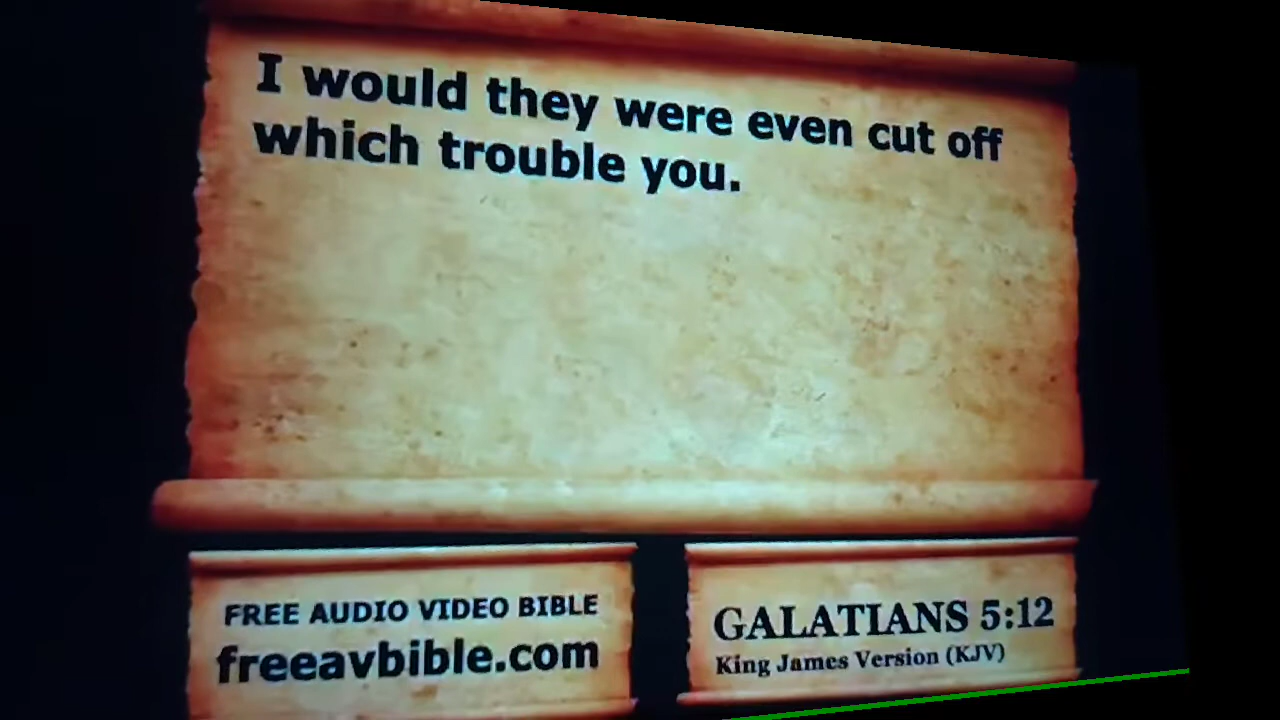 I would they were even cut off
which trouble you.
FREE AUDIO VIDEO BIBLE
freeavbible.com
GALATIANS 5:12
King James Version (KJV)